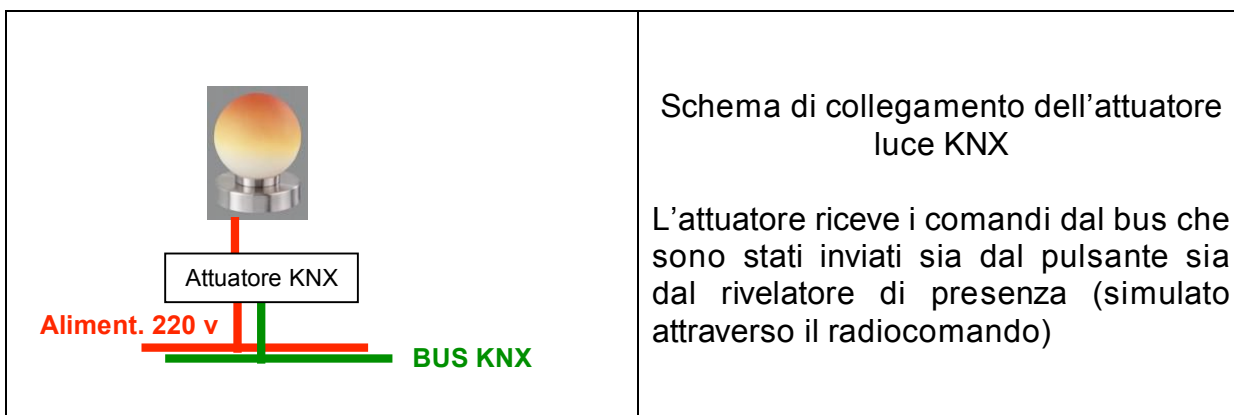 Attuatore KNX
Aliment. 220 v
BUS KNX
Schema di collegamento dell’attuatore
luce KNX
L’attuatore riceve i comandi dal bus che
sono stati inviati sia dal pulsante sia
dal rivelatore di presenza (simulato
attraverso il radiocomando)